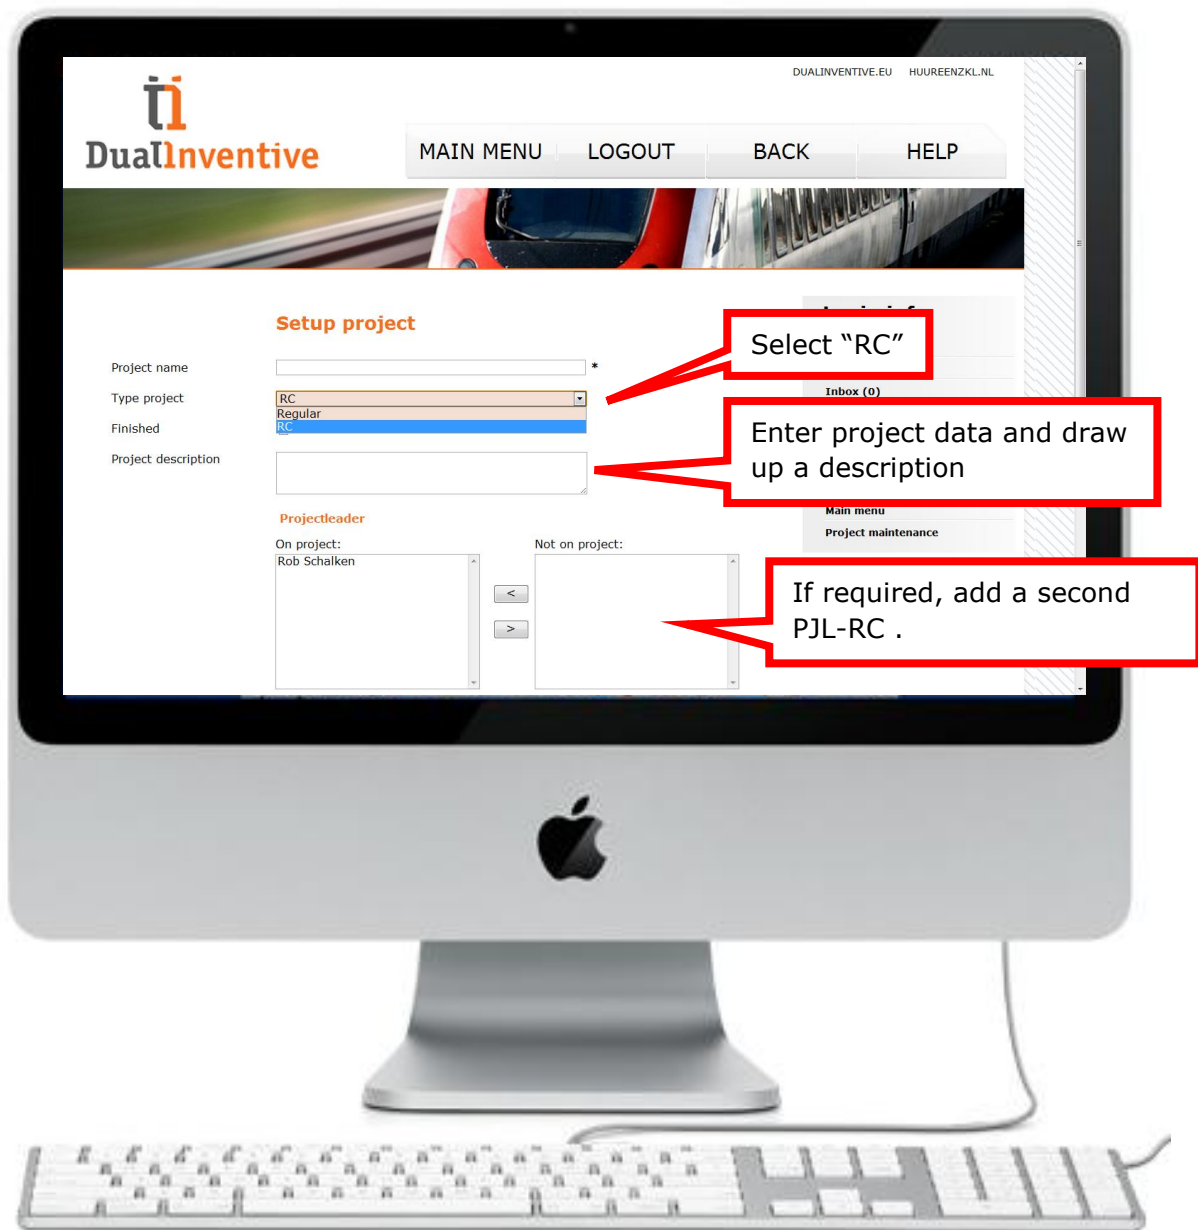 DUALINVENTIVE.EU HUUREENZKL.NL
DualInventive
MAIN MENU LOGOUT BACK HELP
Setup project
Select “RC”
Project name *
Type project RC
Regular
RC
Inbox (0)
Finished
Enter project data and draw
up a description
Project description
Main menu
Projectleader
Project maintenance
On project: Not on project:
Rob Schalken
<
>
If required, add a second
PJL-RC .